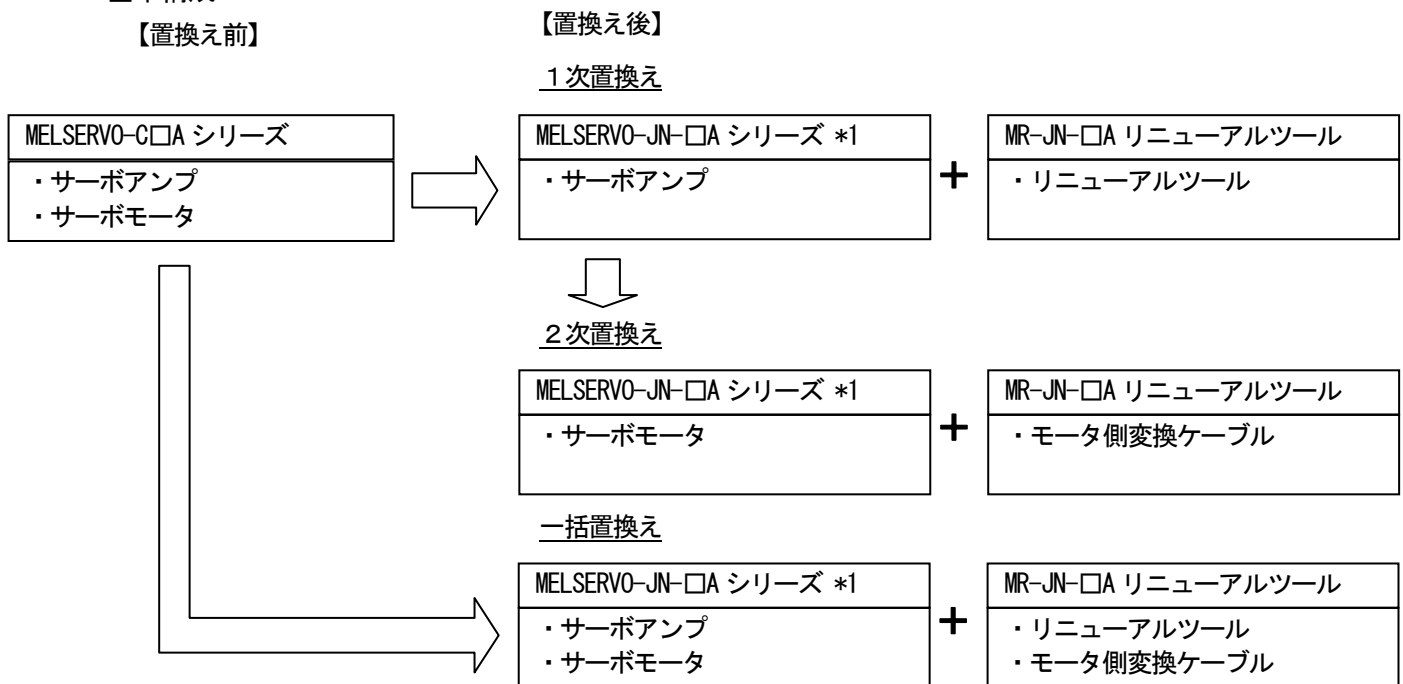 【置換え前】
【置換え後】
1次置換え
MELSERVO-C□A シリーズ
・サーボアンプ
・サーボモータ
MELSERVO-JN-□A シリーズ *1
・サーボアンプ
+
MR-JN-□A リニューアルツール
・リニューアルツール
2次置換え
MELSERVO-JN-□A シリーズ *1
・サーボモータ
+
MR-JN-□A リニューアルツール
・モータ側変換ケーブル
一括置換え
MELSERVO-JN-□A シリーズ *1
・サーボアンプ
・サーボモータ
+
MR-JN-□A リニューアルツール
・リニューアルツール
・モータ側変換ケーブル